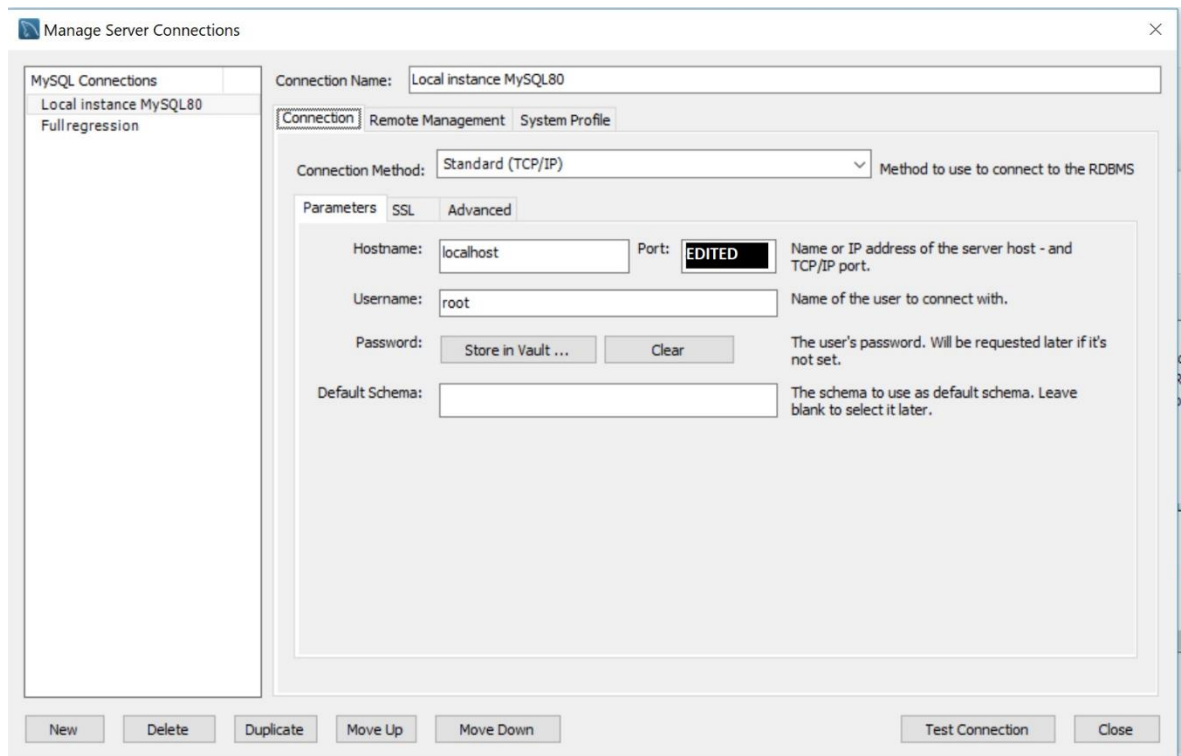 Manage Server Connections
MySQL Connections
Local instance MySQL80
Fullregression
Connection Name: Local instance MySQL80
Connection Remote Management System Profile
Connection Method: Standard (TCP/IP) Method to use to connect to the RDBMS
Parameters SSL Advanced
Hostname: localhost Port: EDITED Name or IP address of the server host - and
TCP/IP port.
Username: root Name of the user to connect with.
Password: Store in Vault ... Clear The user's password. Will be requested later if it's
not set.
Default Schema: The schema to use as default schema. Leave
blank to select it later.
New Delete Duplicate Move Up Move Down Test Connection Close